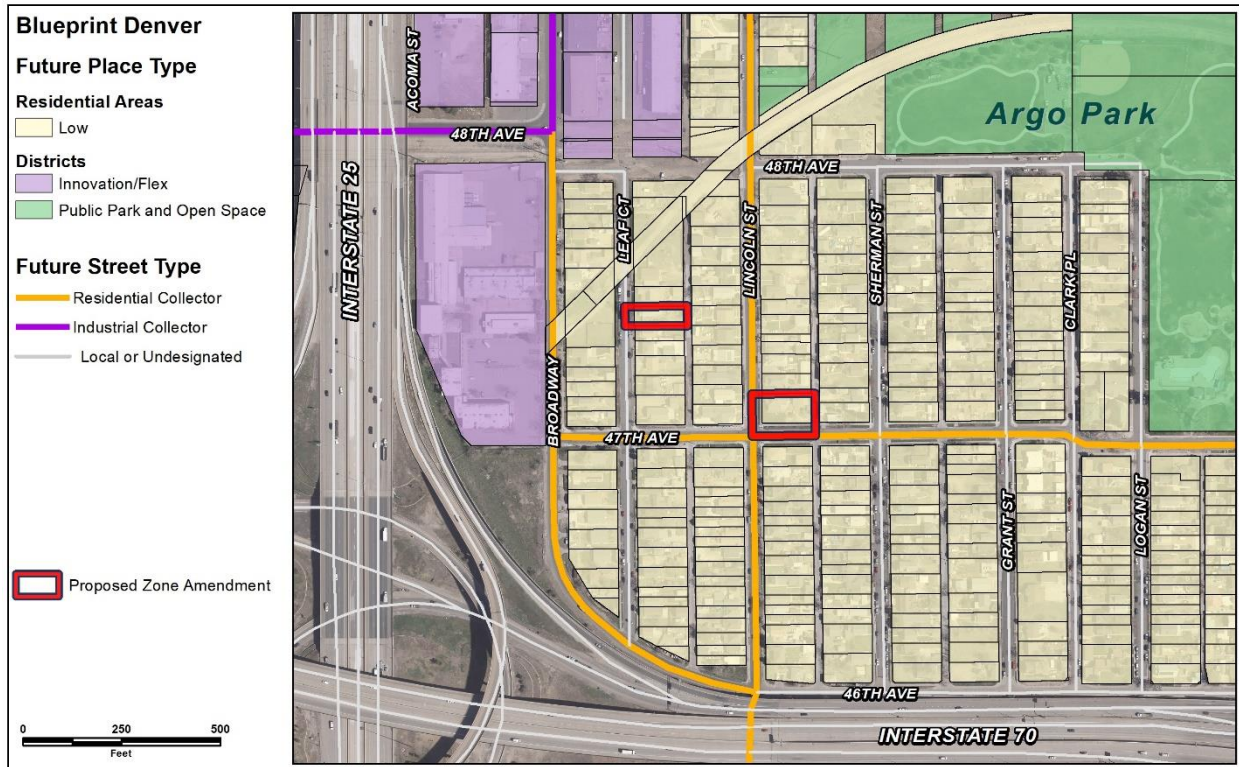 Blueprint Denver
Future Place Type
Residential Areas
Low
Districts
Innovation/Flex
Public Park and Open Space
Future Street Type
Residential Collector
Industrial Collector
Local or Undesignated
Proposed Zone Amendment
0 250 500
Feet
ACOMA ST
48TH AVE
Argo Park
48TH AVE
INTERSTATE 25
LEAF CT
LINCOLN ST
SHERMAN ST
CLARK PL
BROADWAY
47TH AVE
GRANT ST
LOGAN ST
46TH AVE
INTERSTATE 70